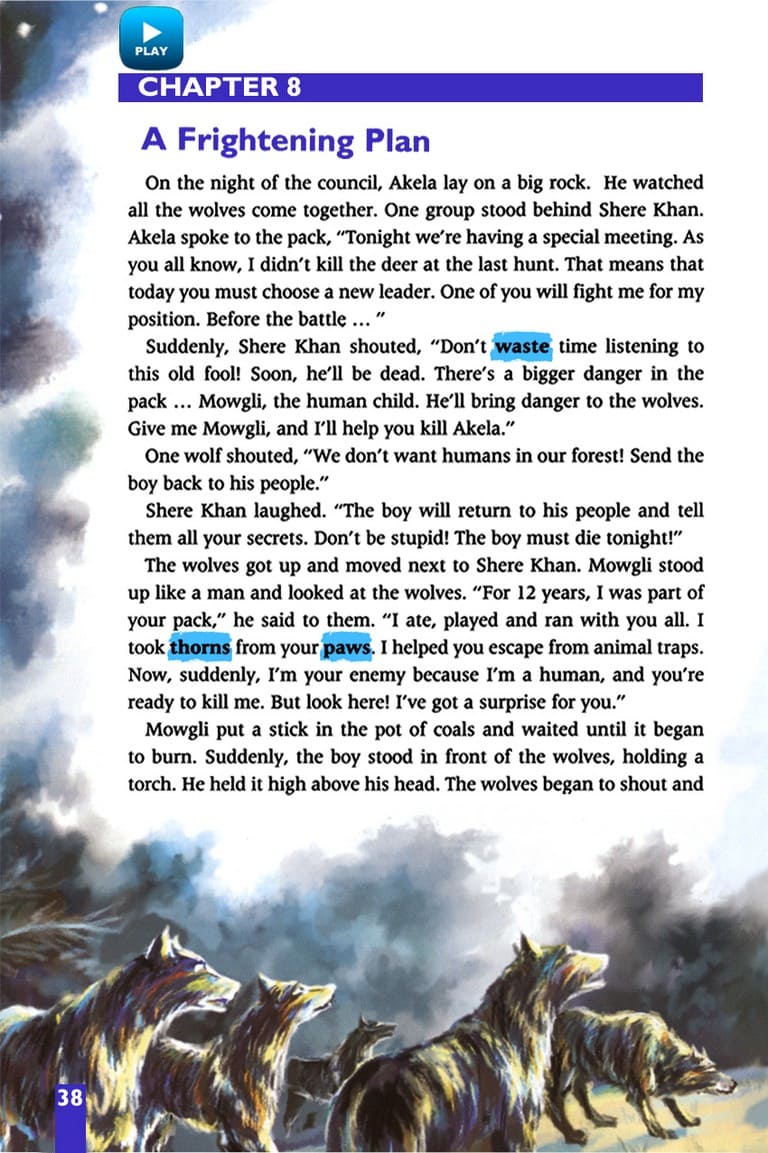 PLAY
CHAPTER 8
A Frightening Plan
On the night of the council, Akela lay on a big rock. He watched
all the wolves come together. One group stood behind Shere Khan.
Akela spoke to the pack, “Tonight we’re having a special meeting. As
you all know, I didn’t kill the deer at the last hunt. That means that
today you must choose a new leader. One of you will fight me for my
position. Before the battle ... ”
Suddenly, Shere Khan shouted, “Don’t waste time listening to
this old fool! Soon, he’ll be dead. There’s a bigger danger in the
pack ... Mowgli, the human child. He’ll bring danger to the wolves.
Give me Mowgli, and I’ll help you kill Akela.”
One wolf shouted, “We don’t want humans in our forest! Send the
boy back to his people.”
Shere Khan laughed. “The boy will return to his people and tell
them all your secrets. Don’t be stupid! The boy must die tonight!”
The wolves got up and moved next to Shere Khan. Mowgli stood
up like a man and looked at the wolves. “For 12 years, I was part of
your pack,” he said to them. “I ate, played and ran with you all. I
took thorns from your paws. I helped you escape from animal traps.
Now, suddenly, I’m your enemy because I’m a human, and you’re
ready to kill me. But look here! I’ve got a surprise for you.”
Mowgli put a stick in the pot of coals and waited until it began
to burn. Suddenly, the boy stood in front of the wolves, holding a
torch. He held it high above his head. The wolves began to shout and
38